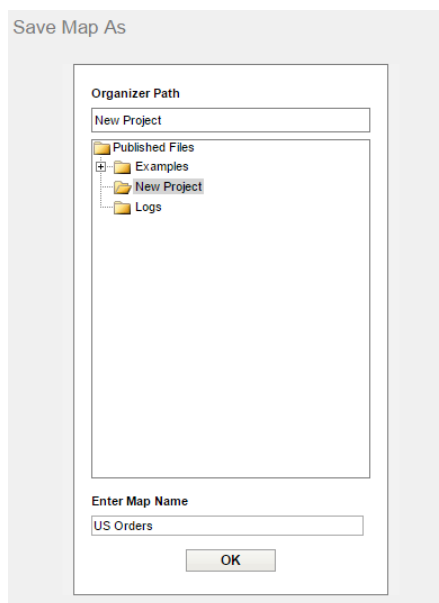 Save Map As
Organizer Path
New Project
Published Files
Examples
New Project
Logs
Enter Map Name
US Orders
OK